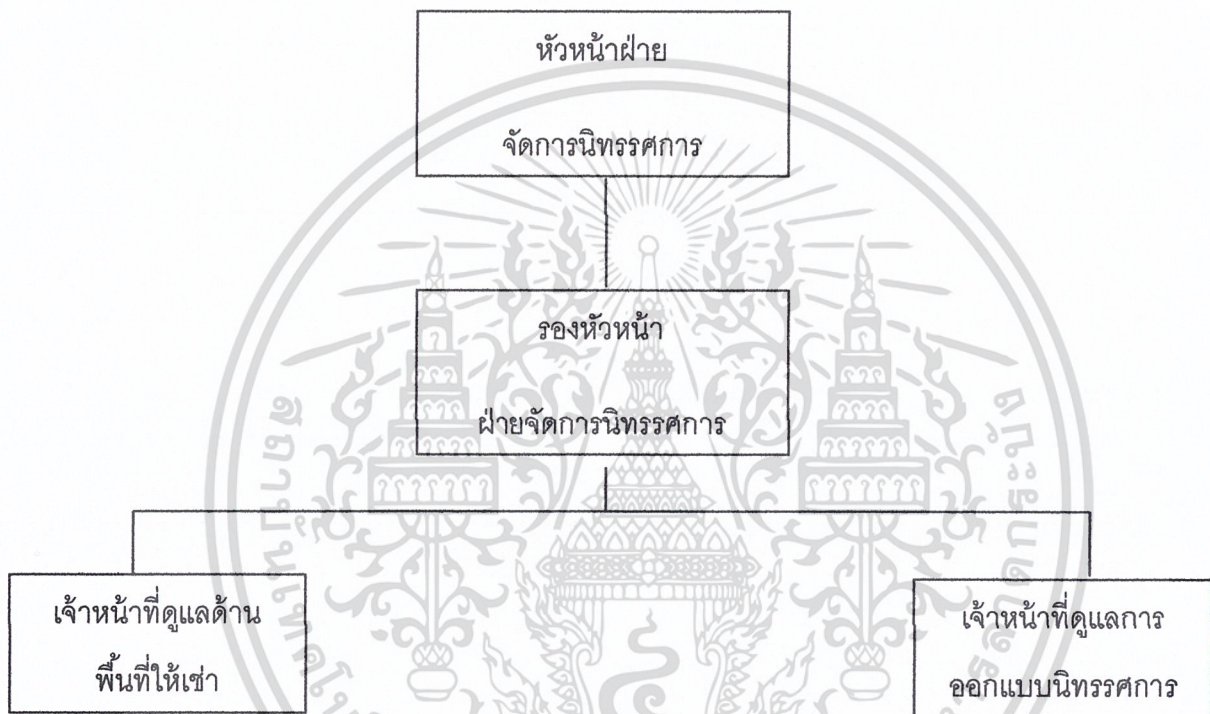 หัวหน้าฝ่าย
จัดการนิทรรศการ
รองหัวหน้า
ฝ่ายจัดการนิทรรศการ
เจ้าหน้าที่ดูแลด้าน
พื้นที่ให้เช่า
เจ้าหน้าที่ดูแลการ
ออกแบบนิทรรศการ